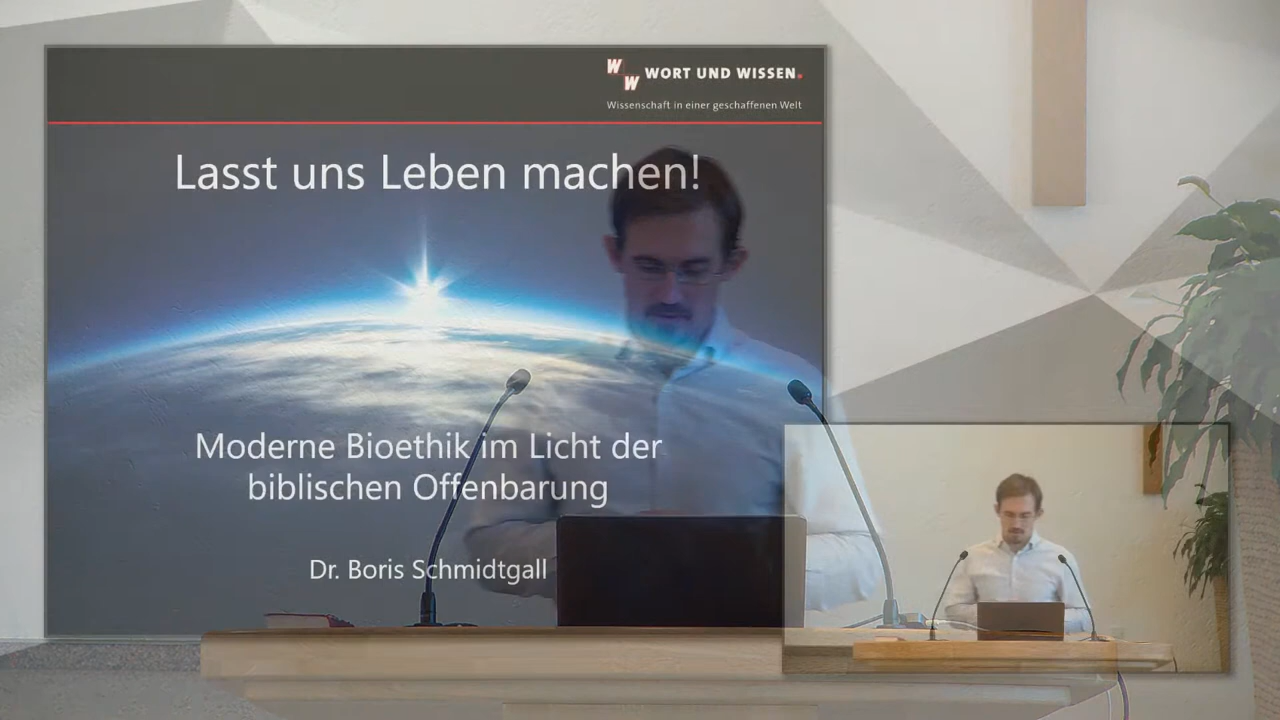 W
W WORT UND WISSEN.
Wissenschaft in einer geschaffenen Welt
Lasst uns Leben machen!
Moderne Bioethik im Licht der
biblischen Offenbarung
Dr. Boris Schmidtgall